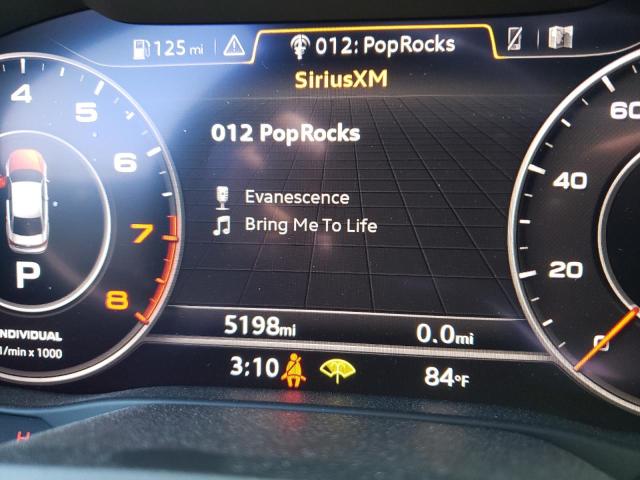 125 mi
012: PopRocks
SiriusXM
012 PopRocks
Evanescence
Bring Me To Life
4
5
6
7
8
P
INDIVIDUAL
1/min x 1000
60
40
20
0
5198mi
0.0mi
3:10
84°F